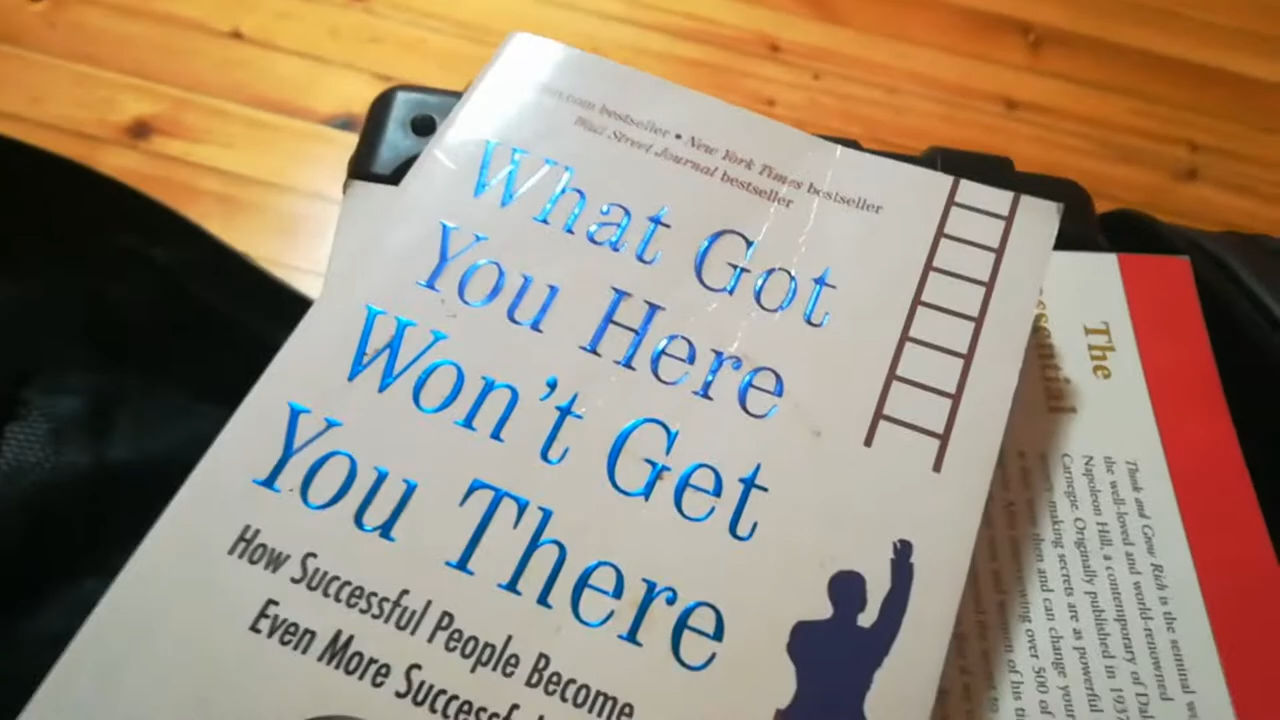 bestseller • New York Times bestseller
Wall Street Journal bestseller
What Got
You Here
Won't Get
You There
How Successful People Become
Even More
The
Think and Grow Rich is the seminal
the well-loved and world-renowned
Napoleon Hill, a contemporary of
Carnegie. Originally published in
making secrets are as powerful
then and can change your
over 500 of
of his